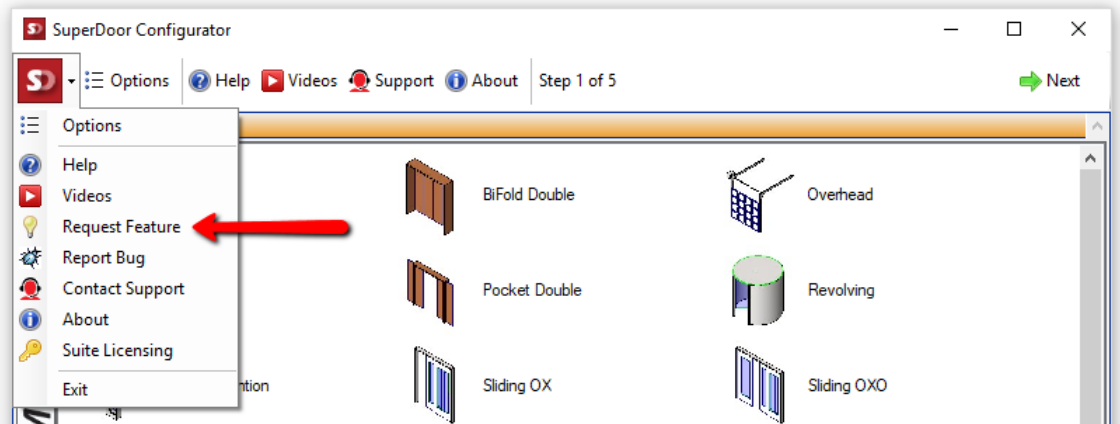 SuperDoor Configurator
SD Options Help Videos Support About Step 1 of 5 Next
Options
Help
Videos
Request Feature
Report Bug
Contact Support
About
Suite Licensing
Exit
BiFold Double
Overhead
Pocket Double
Revolving
Sliding OX
Sliding OXO